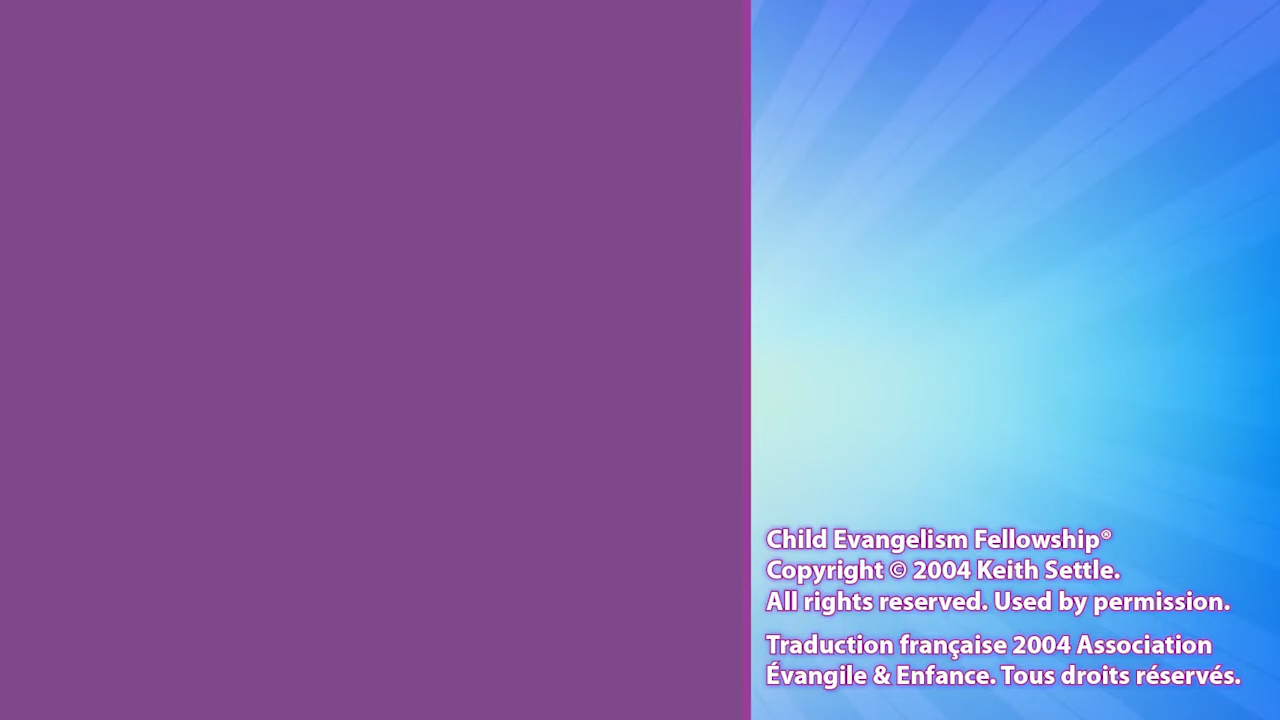 Child Evangelism Fellowship®
Copyright © 2004 Keith Settle.
All rights reserved. Used by permission.
Traduction française 2004 Association
Évangile & Enfance. Tous droits réservés.